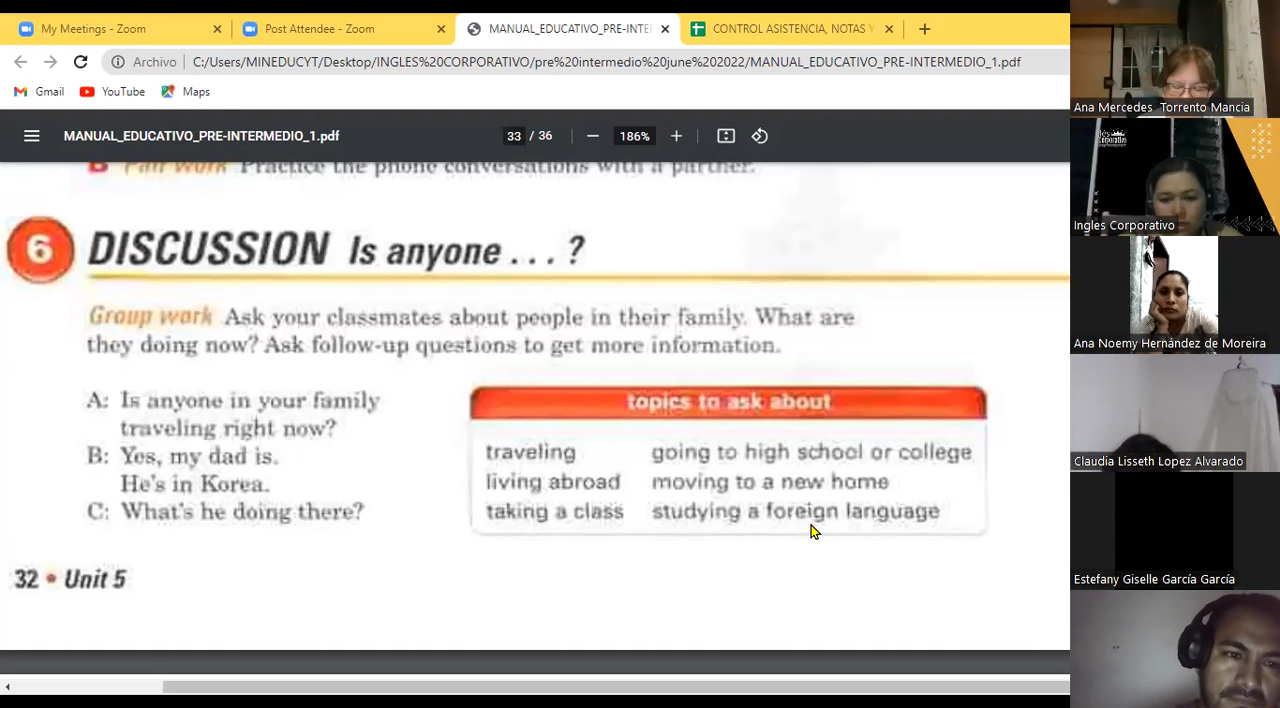 My Meetings - Zoom
Post Attendee - Zoom
MANUAL_EDUCATIVO_PRE-INTER
CONTROL ASISTENCIA, NOTAS Y
Archivo
C:/Users/MINEDUCYT/Desktop/INGLES%20CORPORATIVO/pre%20intermedio%20june%202022/MANUAL_EDUCATIVO_PRE-INTERMEDIO_1.pdf
Gmail
YouTube
Maps
MANUAL_EDUCATIVO_PRE-INTERMEDIO_1.pdf
33 / 36
186%
B Pair work Practice the phone conversations with a partner.
6 DISCUSSION Is anyone . . . ?
Group work Ask your classmates about people in their family. What are
they doing now? Ask follow-up questions to get more information.
A: Is anyone in your family
traveling right now?
B: Yes, my dad is.
He's in Korea.
C: What's he doing there?
topics to ask about
traveling going to high school or college
living abroad moving to a new home
taking a class studying a foreign language
32 • Unit 5
Ana Mercedes Torrento Mancia
Ingles Corporativo
Ana Noemy Hernández de Moreira
Claudia Lisseth Lopez Alvarado
Estefany Giselle García García